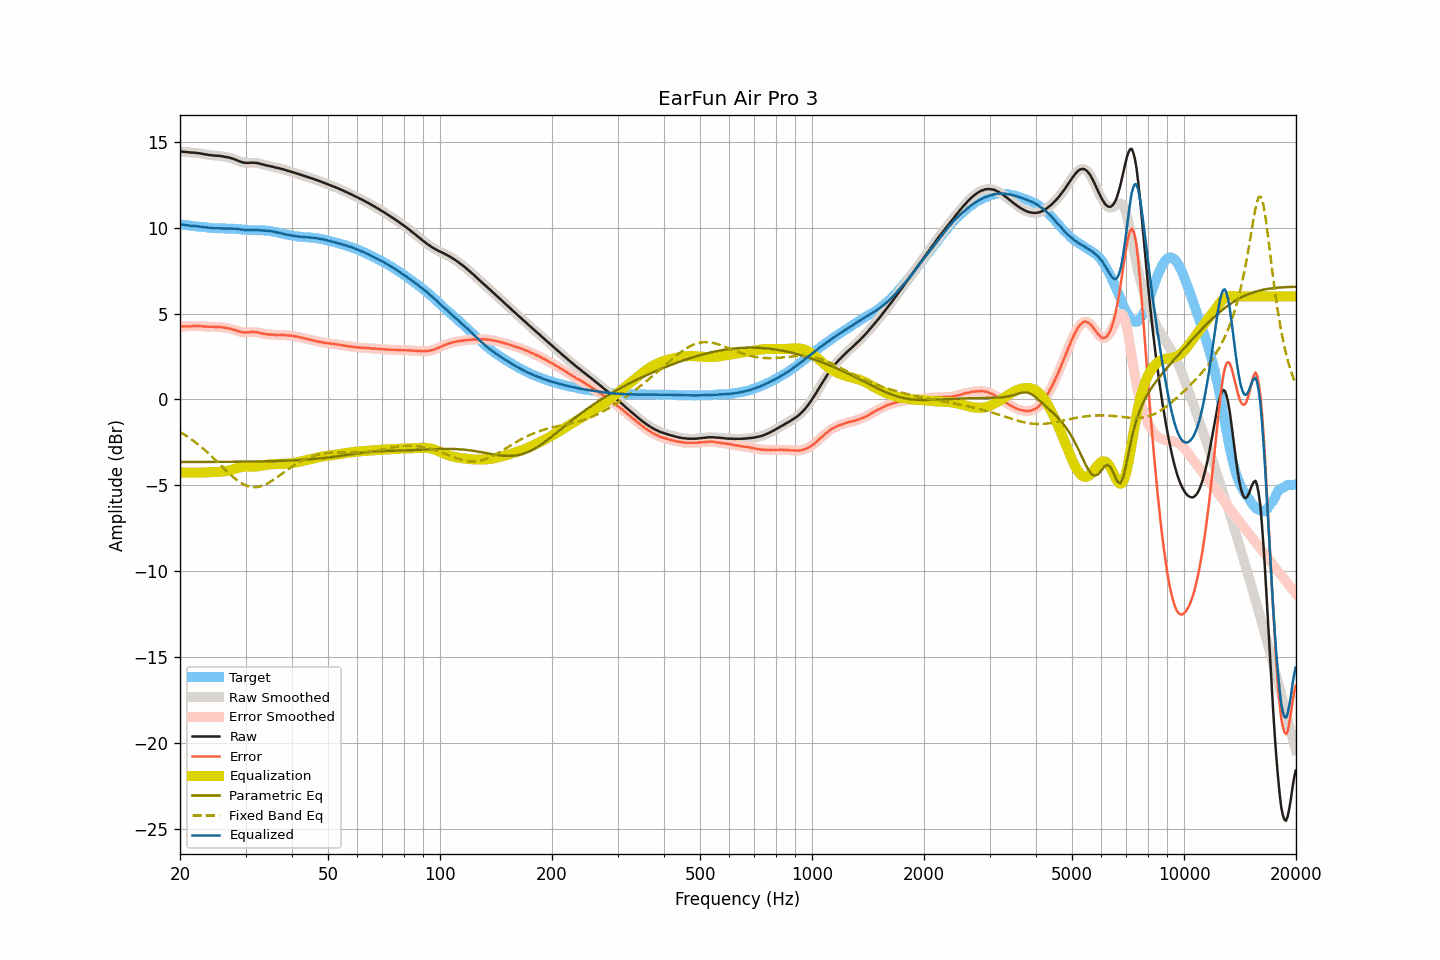 EarFun Air Pro 3
15
10
5
0
−5
−10
−15
−20
−25
Amplitude (dBr)
Target
Raw Smoothed
Error Smoothed
Raw
Error
Equalization
Parametric Eq
Fixed Band Eq
Equalized
20 50 100 200 500 1000 2000 5000 10000 20000
Frequency (Hz)